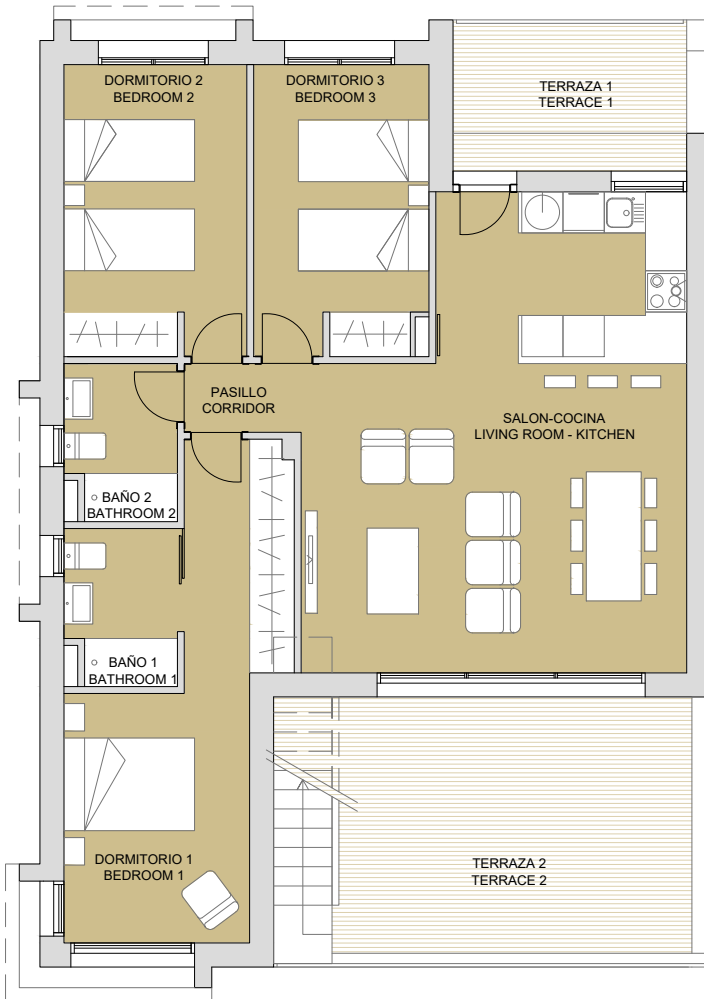 DORMITORIO 2
BEDROOM 2
DORMITORIO 3
BEDROOM 3
TERRAZA 1
TERRACE 1
PASILLO
CORRIDOR
SALON-COCINA
LIVING ROOM - KITCHEN
BAÑO 2
BATHROOM 2
BAÑO 1
BATHROOM 1
DORMITORIO 1
BEDROOM 1
TERRAZA 2
TERRACE 2